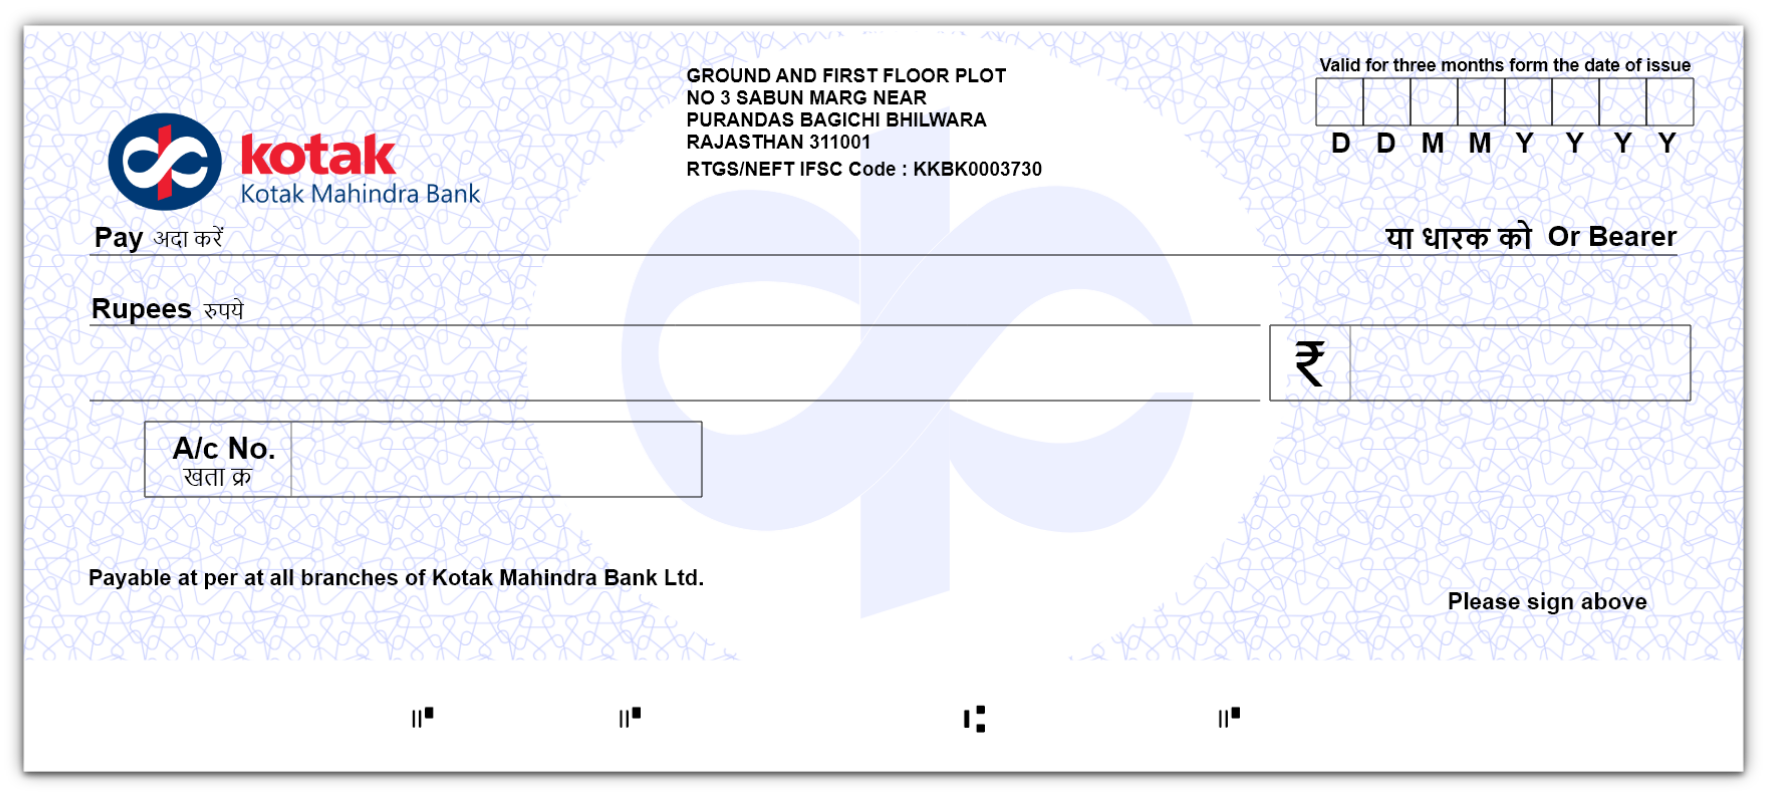 GROUND AND FIRST FLOOR PLOT
NO 3 SABUN MARG NEAR
PURANDAS BAGICHI BHILWARA
RAJASTHAN 311001
RTGS/NEFT IFSC Code : KKBK0003730
Valid for three months form the date of issue
D D M M Y Y Y Y
kotak
Kotak Mahindra Bank
Pay अदा करें
या धारक को Or Bearer
Rupees रुपये
₹
A/c No.
खता क्र
Payable at per at all branches of Kotak Mahindra Bank Ltd.
Please sign above
⑈ ⑈ ⑆ ⑈